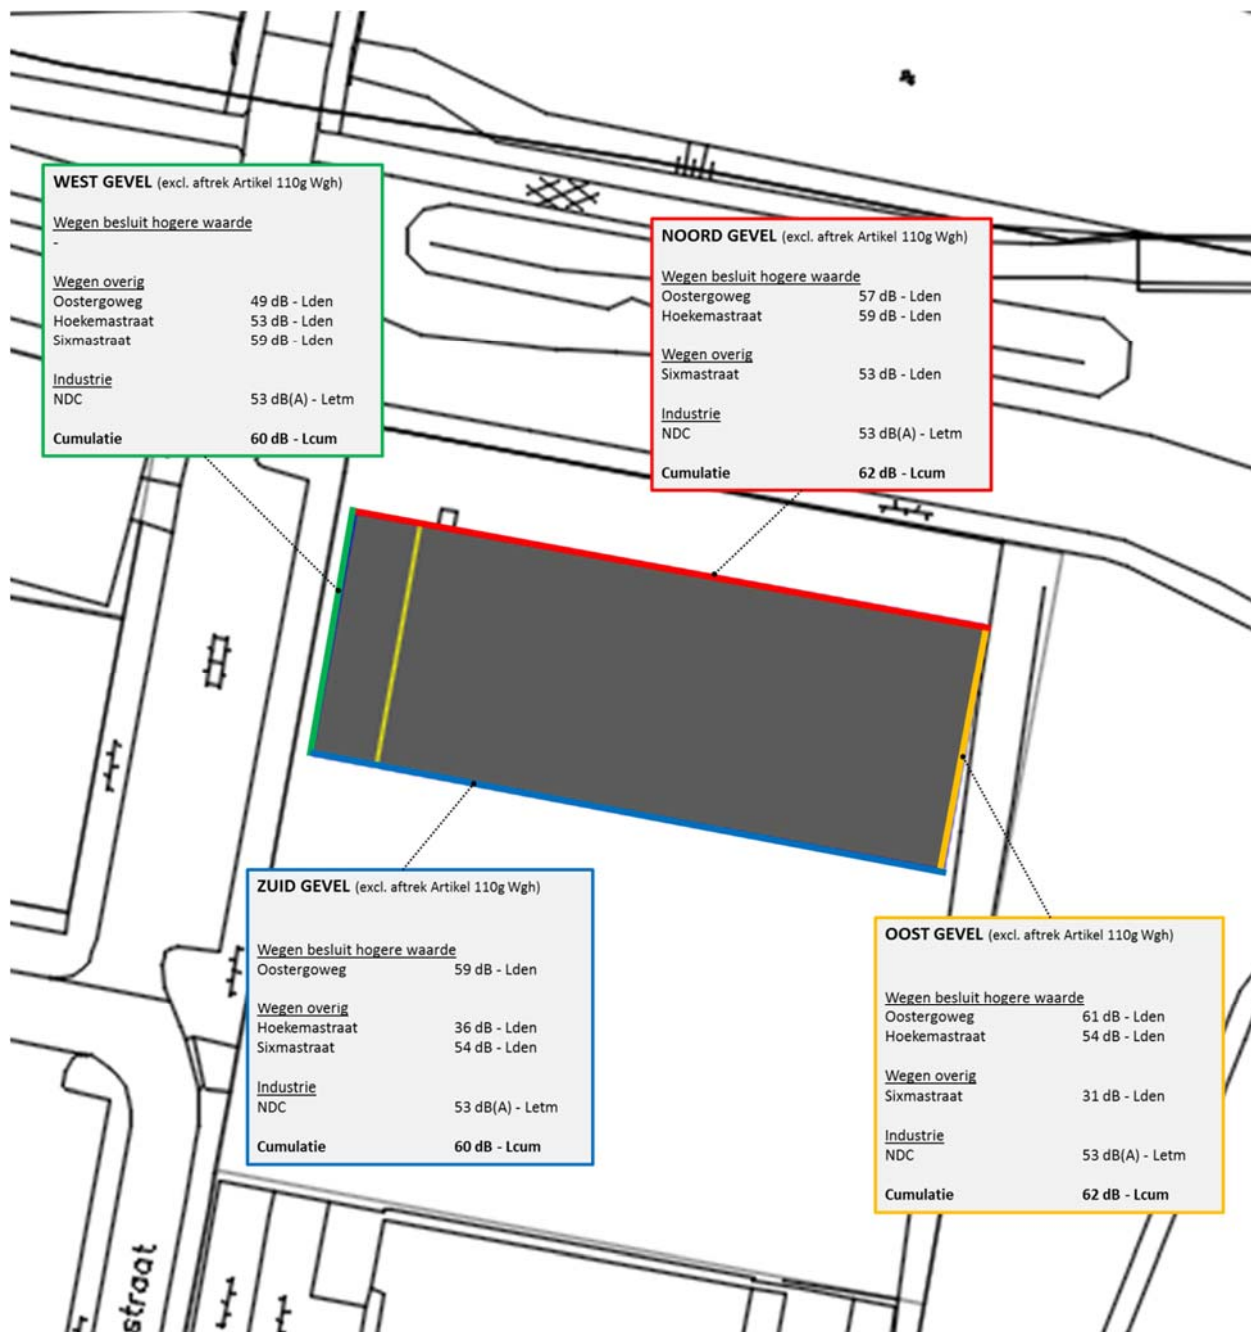 WEST GEVEL (excl. aftrek Artikel 110g Wgh)
Wegen besluit hogere waarde
-
Wegen overig
Oostergoweg 49 dB - Lden
Hoekemastraat 53 dB - Lden
Sixmastraat 59 dB - Lden
Industrie
NDC 53 dB(A) - Letm
Cumulatie 60 dB - Lcum
NOORD GEVEL (excl. aftrek Artikel 110g Wgh)
Wegen besluit hogere waarde
Oostergoweg 57 dB - Lden
Hoekemastraat 59 dB - Lden
Wegen overig
Sixmastraat 53 dB - Lden
Industrie
NDC 53 dB(A) - Letm
Cumulatie 62 dB - Lcum
ZUID GEVEL (excl. aftrek Artikel 110g Wgh)
Wegen besluit hogere waarde
Oostergoweg 59 dB - Lden
Wegen overig
Hoekemastraat 36 dB - Lden
Sixmastraat 54 dB - Lden
Industrie
NDC 53 dB(A) - Letm
Cumulatie 60 dB - Lcum
OOST GEVEL (excl. aftrek Artikel 110g Wgh)
Wegen besluit hogere waarde
Oostergoweg 61 dB - Lden
Hoekemastraat 54 dB - Lden
Wegen overig
Sixmastraat 31 dB - Lden
Industrie
NDC 53 dB(A) - Letm
Cumulatie 62 dB - Lcum
straat